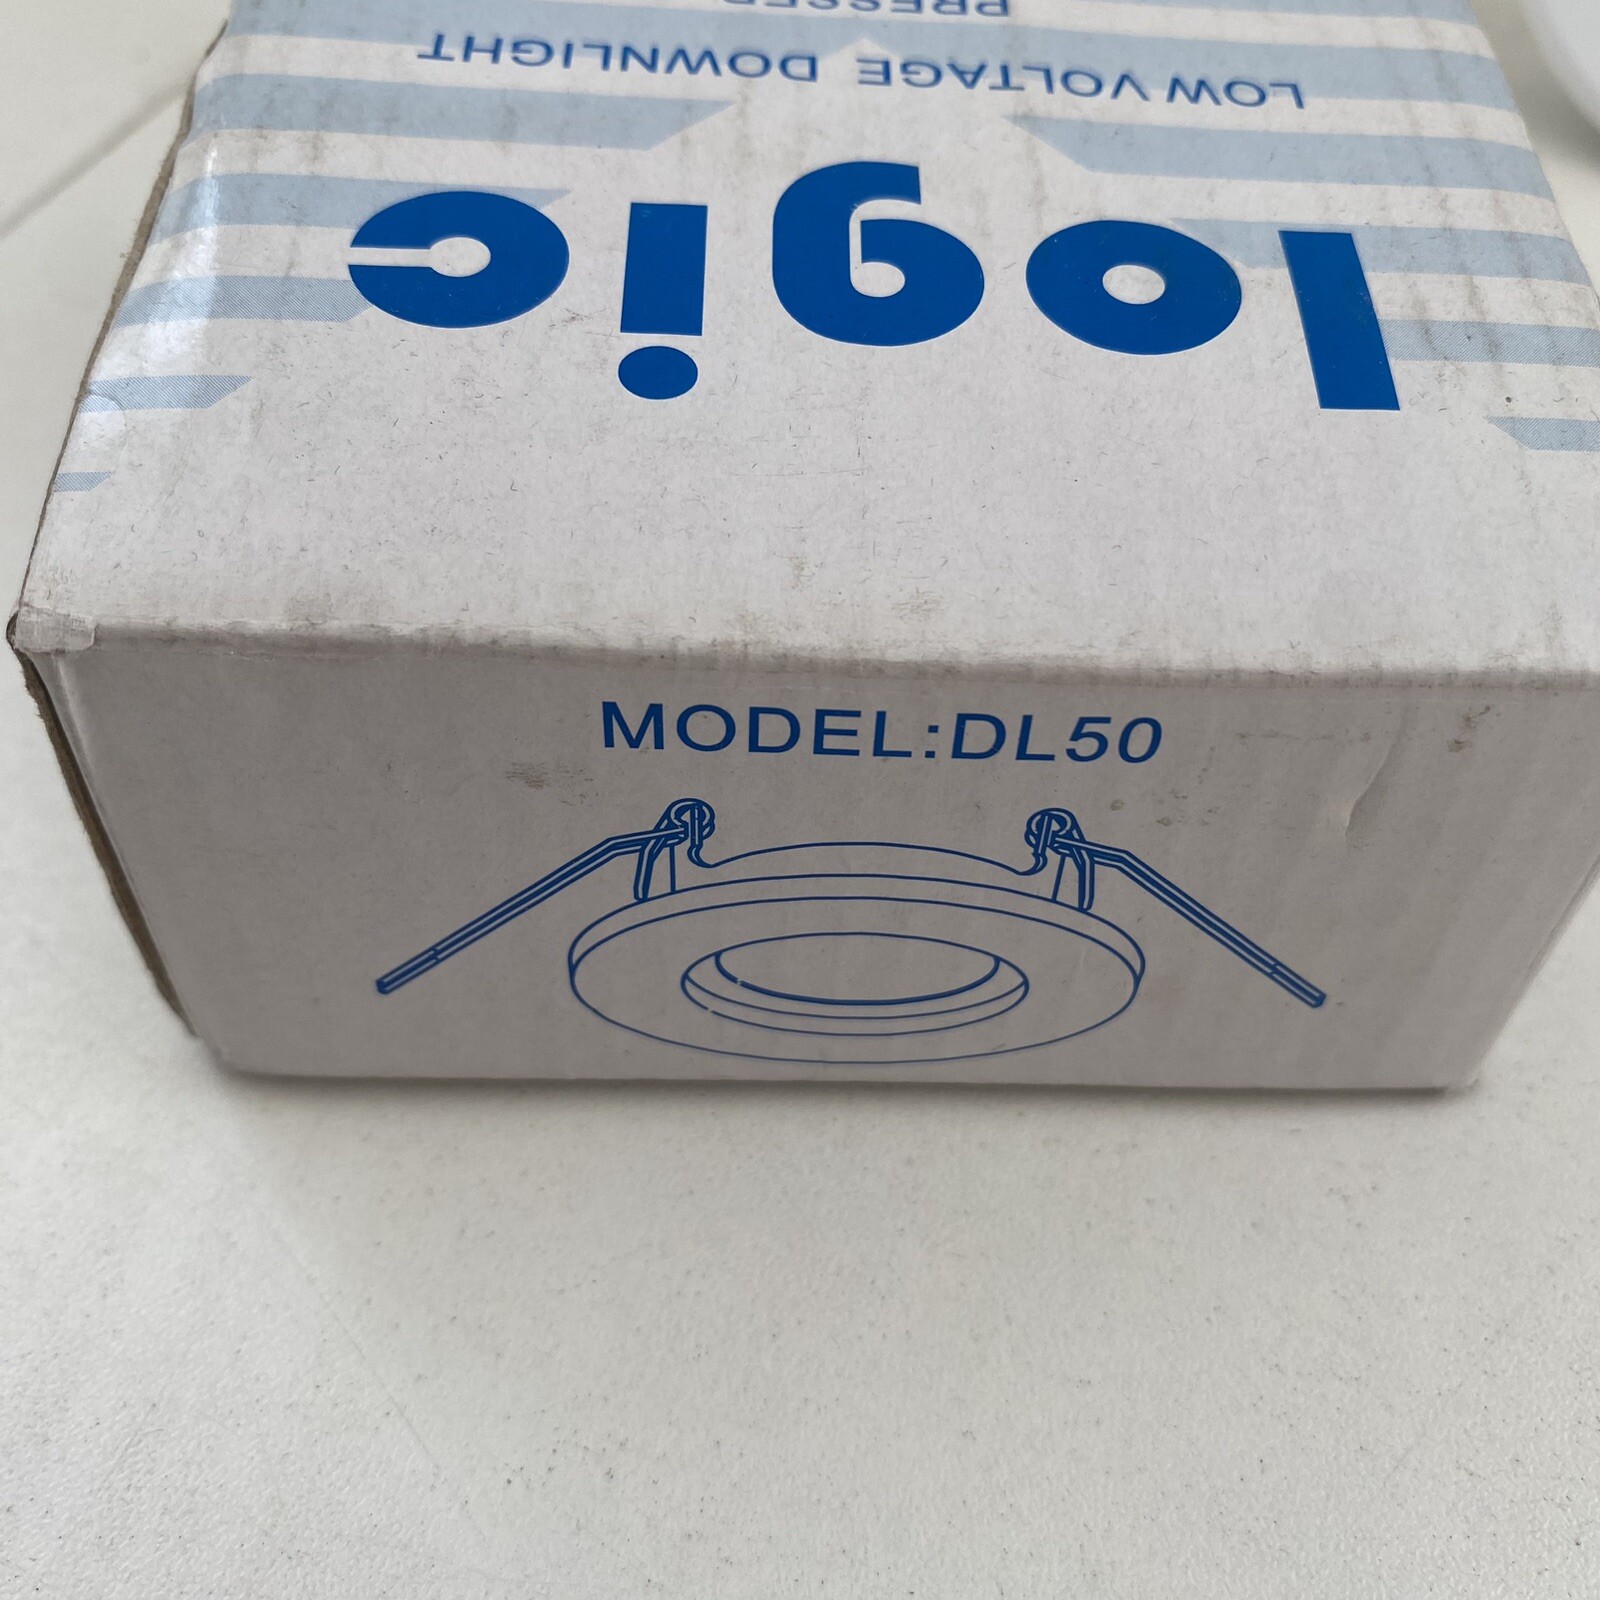 logic
LOW VOLTAGE DOWNLIGHT
PRESSED
MODEL:DL50